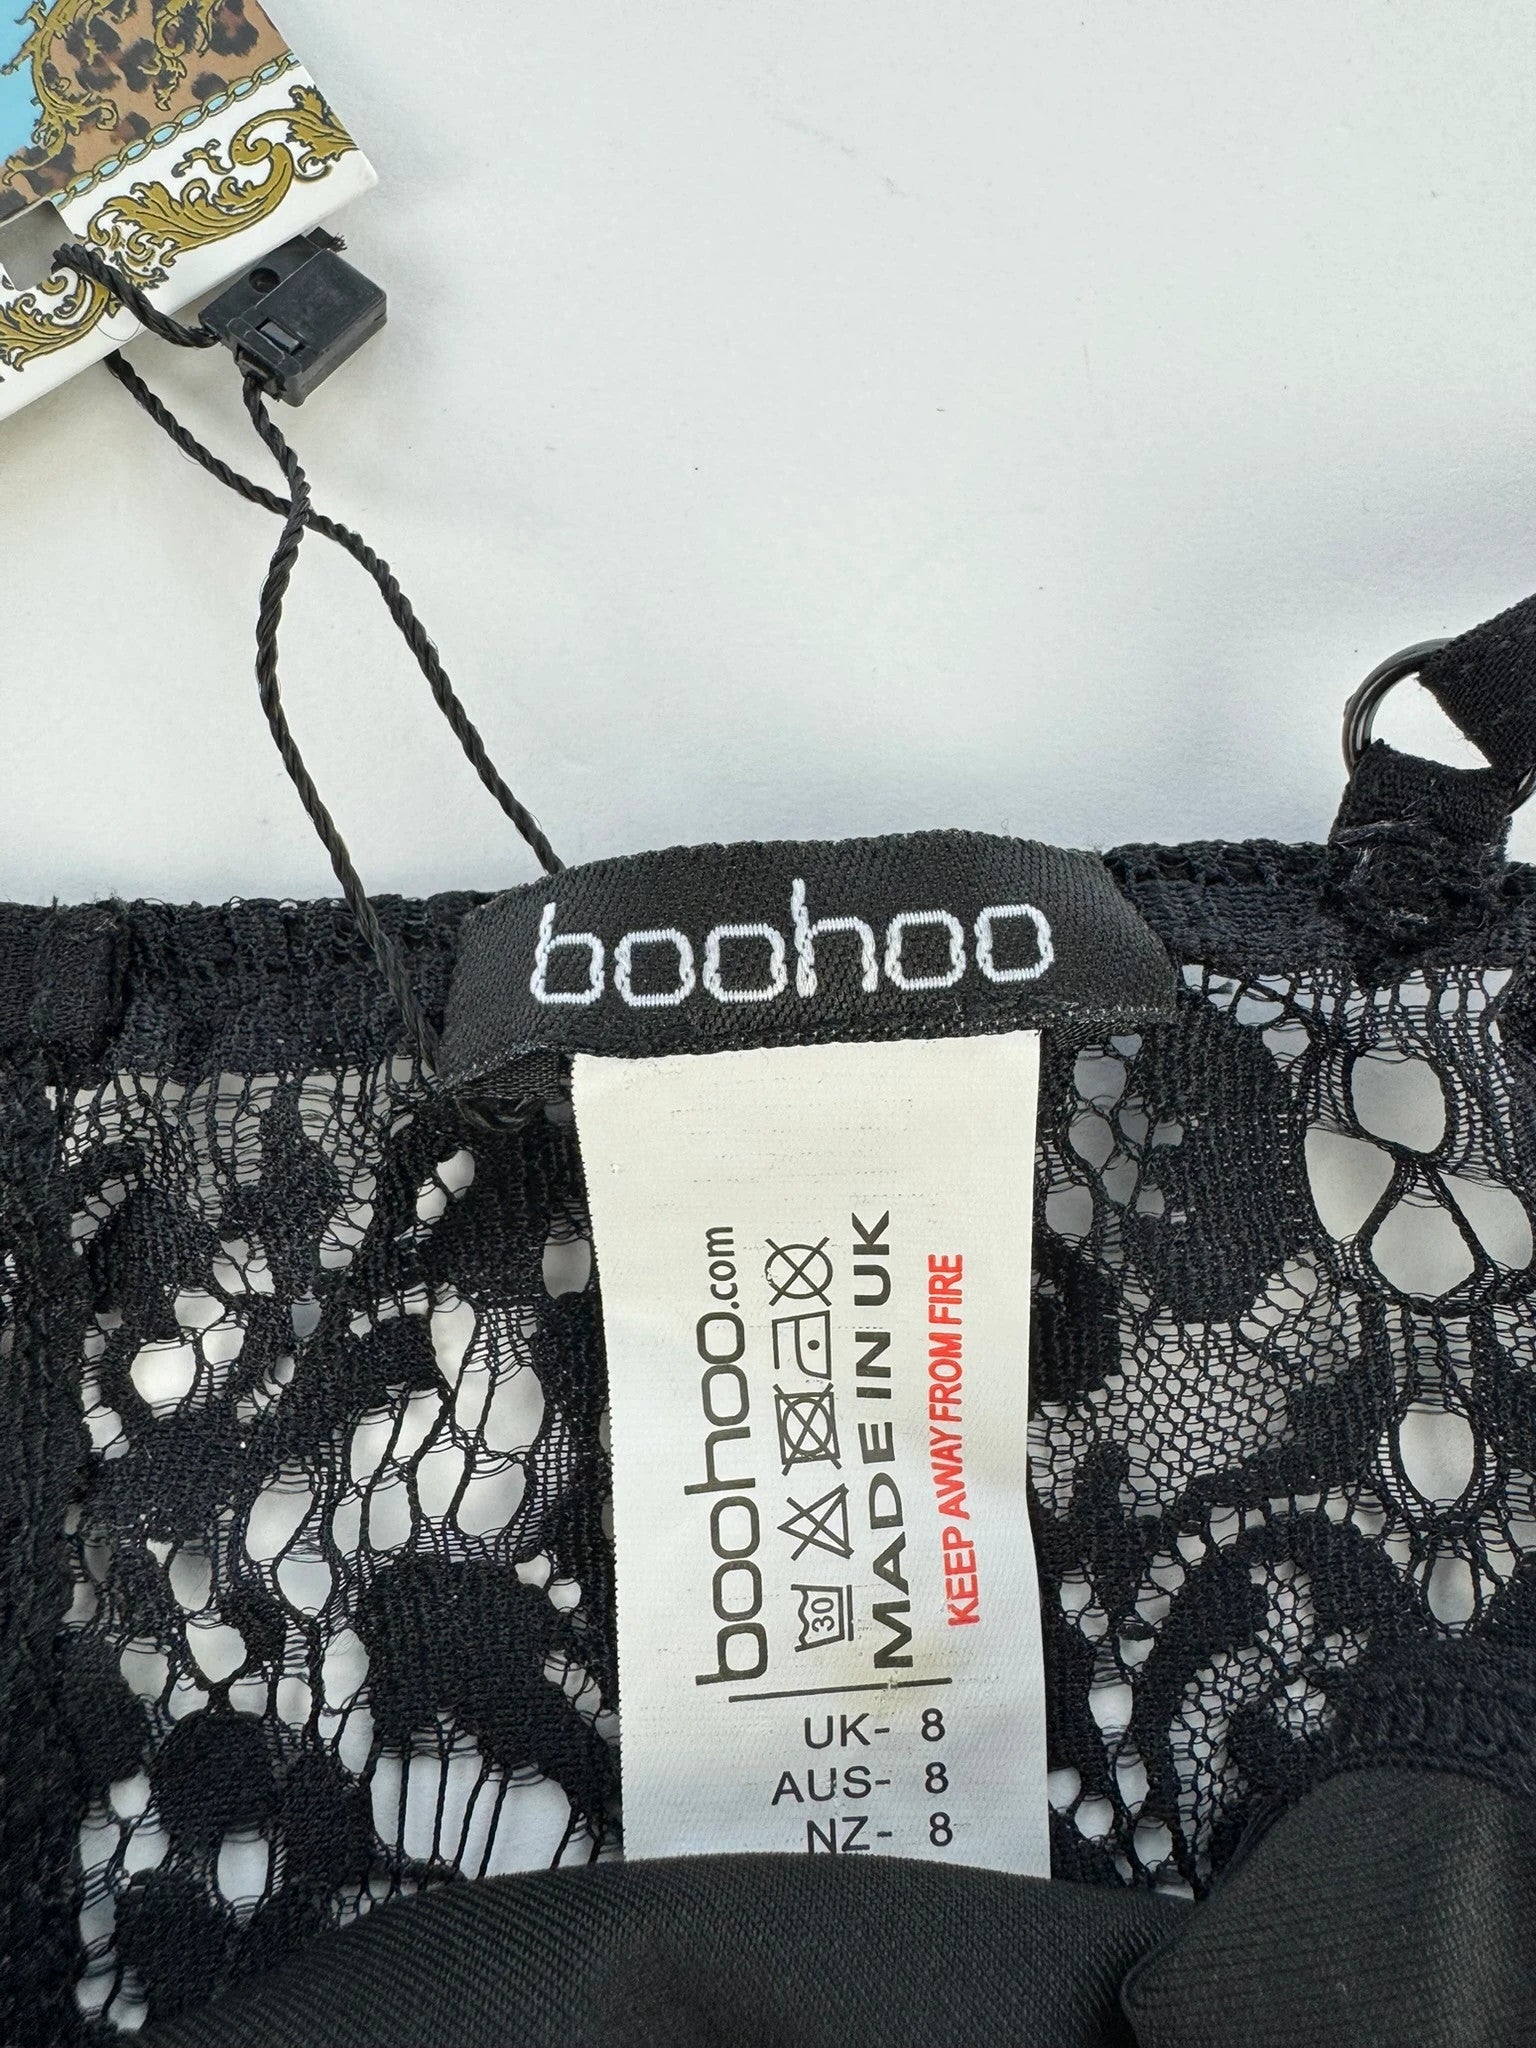 boohoo
boohoo.com
30
MADE IN UK
KEEP AWAY FROM FIRE
UK- 8
AUS- 8
NZ- 8